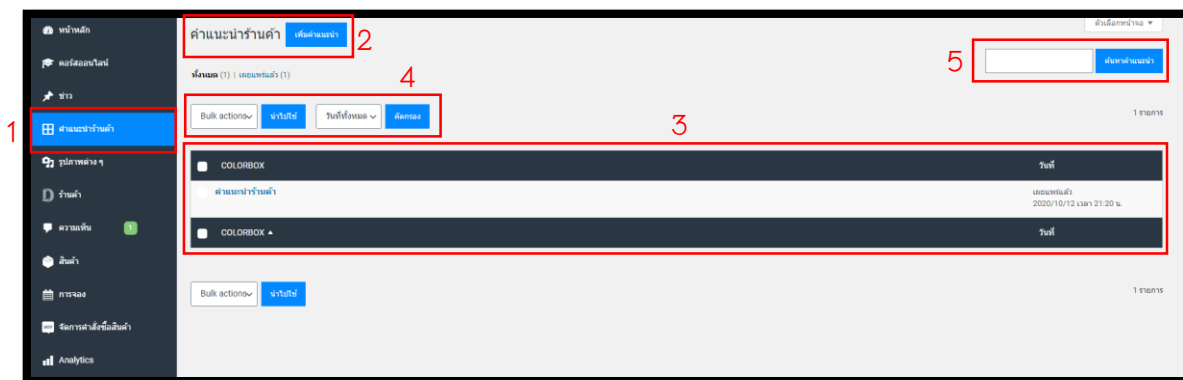 หน้าหลัก
คอร์สออนไลน์
ข่าว
คำแนะนำร้านค้า
รูปภาพต่าง ๆ
ร้านค้า
ความเห็น 1
สินค้า
การจอง
จัดการคำสั่งซื้อสินค้า
Analytics
1
ตัวเลือกหน้าจอ
คำแนะนำร้านค้า เพิ่มคำแนะนำ
2
5
ค้นหาคำแนะนำ
ทั้งหมด (1) | เผยแพร่แล้ว (1)
4
Bulk actions นำไปใช้ วันที่ทั้งหมด คัดกรอง
1 รายการ
3
COLORBOX วันที่
คำแนะนำร้านค้า เผยแพร่แล้ว
2020/10/12 เวลา 21:20 น.
COLORBOX วันที่
Bulk actions นำไปใช้ 1 รายการ